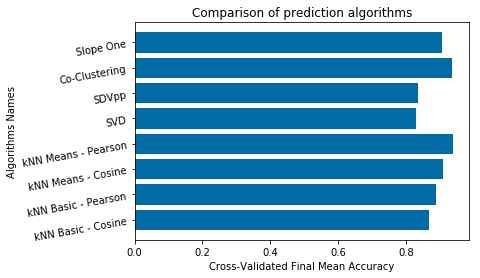 Comparison of prediction algorithms
Slope One
Co-Clustering
SDVpp
SVD
kNN Means - Pearson
kNN Means - Cosine
kNN Basic - Pearson
kNN Basic - Cosine
Algorithms Names
0.0 0.2 0.4 0.6 0.8
Cross-Validated Final Mean Accuracy